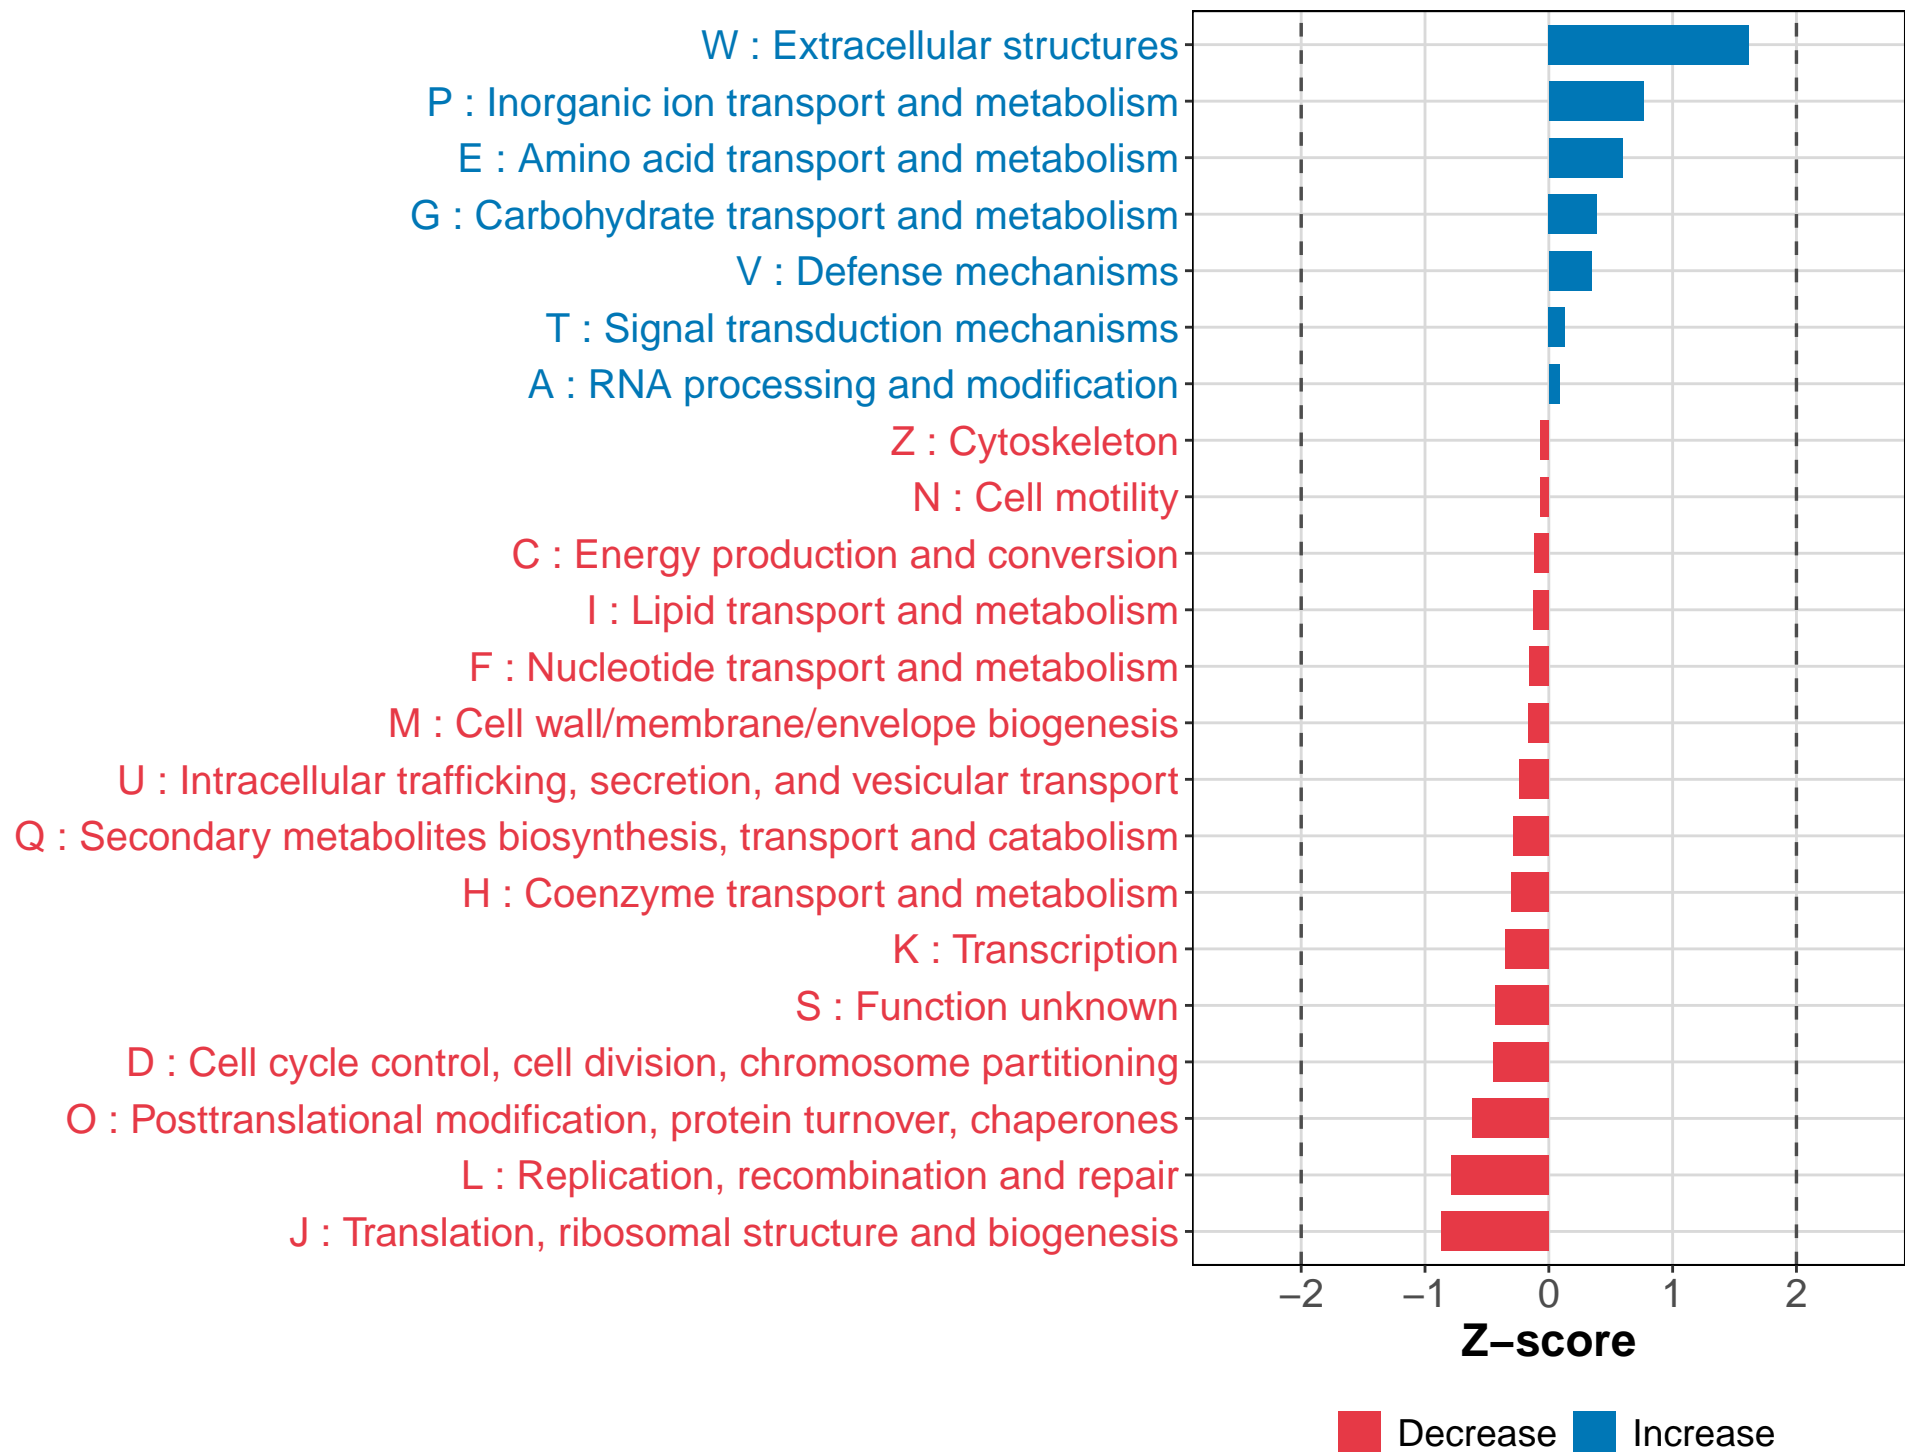 W : Extracellular structures
P : Inorganic ion transport and metabolism
E : Amino acid transport and metabolism
G : Carbohydrate transport and metabolism
V : Defense mechanisms
T : Signal transduction mechanisms
A : RNA processing and modification
Z : Cytoskeleton
N : Cell motility
C : Energy production and conversion
I : Lipid transport and metabolism
F : Nucleotide transport and metabolism
M : Cell wall/membrane/envelope biogenesis
U : Intracellular trafficking, secretion, and vesicular transport
Q : Secondary metabolites biosynthesis, transport and catabolism
H : Coenzyme transport and metabolism
K : Transcription
S : Function unknown
D : Cell cycle control, cell division, chromosome partitioning
O : Posttranslational modification, protein turnover, chaperones
L : Replication, recombination and repair
J : Translation, ribosomal structure and biogenesis
−2 −1 0 1 2
Z−score
Decrease Increase